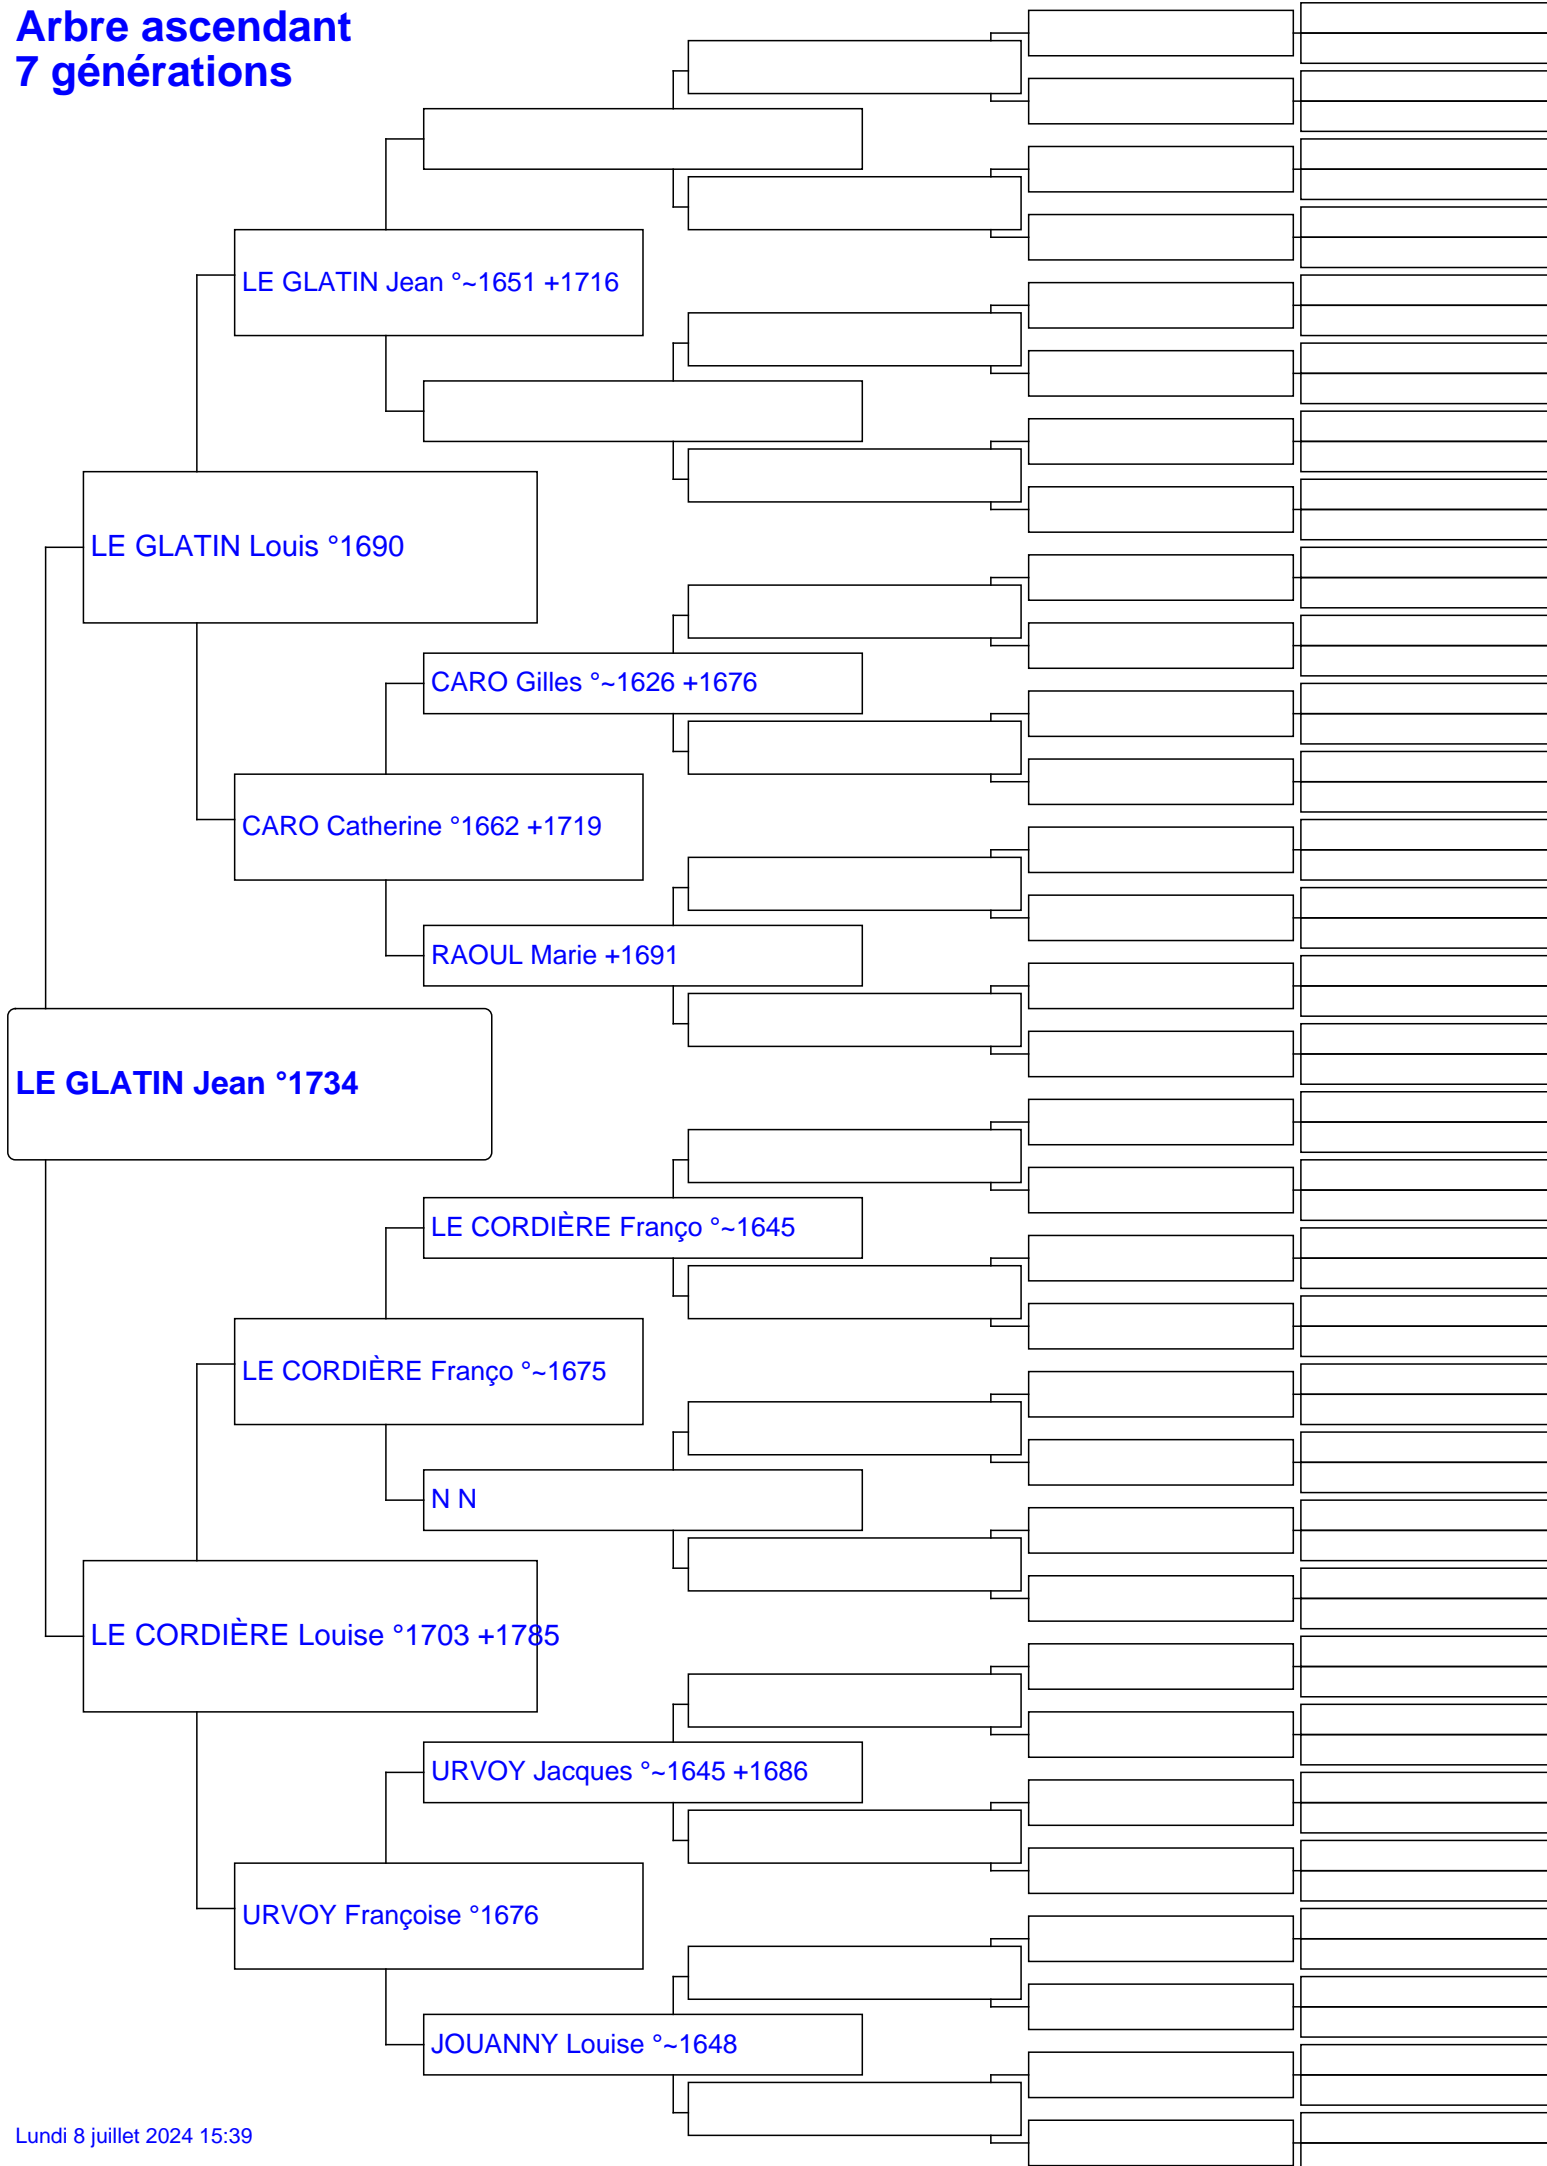 Arbre ascendant
7 générations
LE GLATIN Jean °~1651 +1716
LE GLATIN Louis °1690
CARO Gilles °~1626 +1676
CARO Catherine °1662 +1719
RAOUL Marie +1691
LE GLATIN Jean °1734
LE CORDIÈRE Franço °~1645
LE CORDIÈRE Franço °~1675
N N
LE CORDIÈRE Louise °1703 +1785
URVOY Jacques °~1645 +1686
URVOY Françoise °1676
JOUANNY Louise °~1648
Lundi 8 juillet 2024 15:39